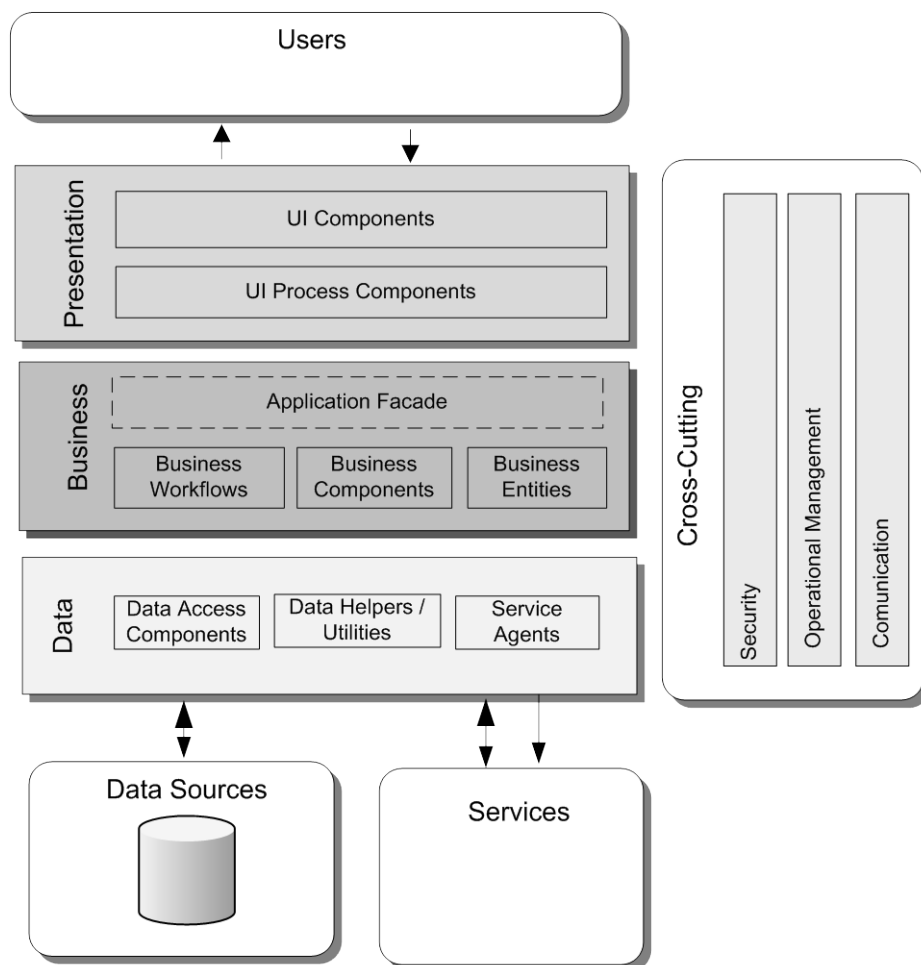 Users
Presentation
UI Components
UI Process Components
Business
Application Facade
Business
Workflows
Business
Components
Business
Entities
Data
Data Access
Components
Data Helpers /
Utilities
Service
Agents
Data Sources
Services
Cross-Cutting
Security
Operational Management
Comunication